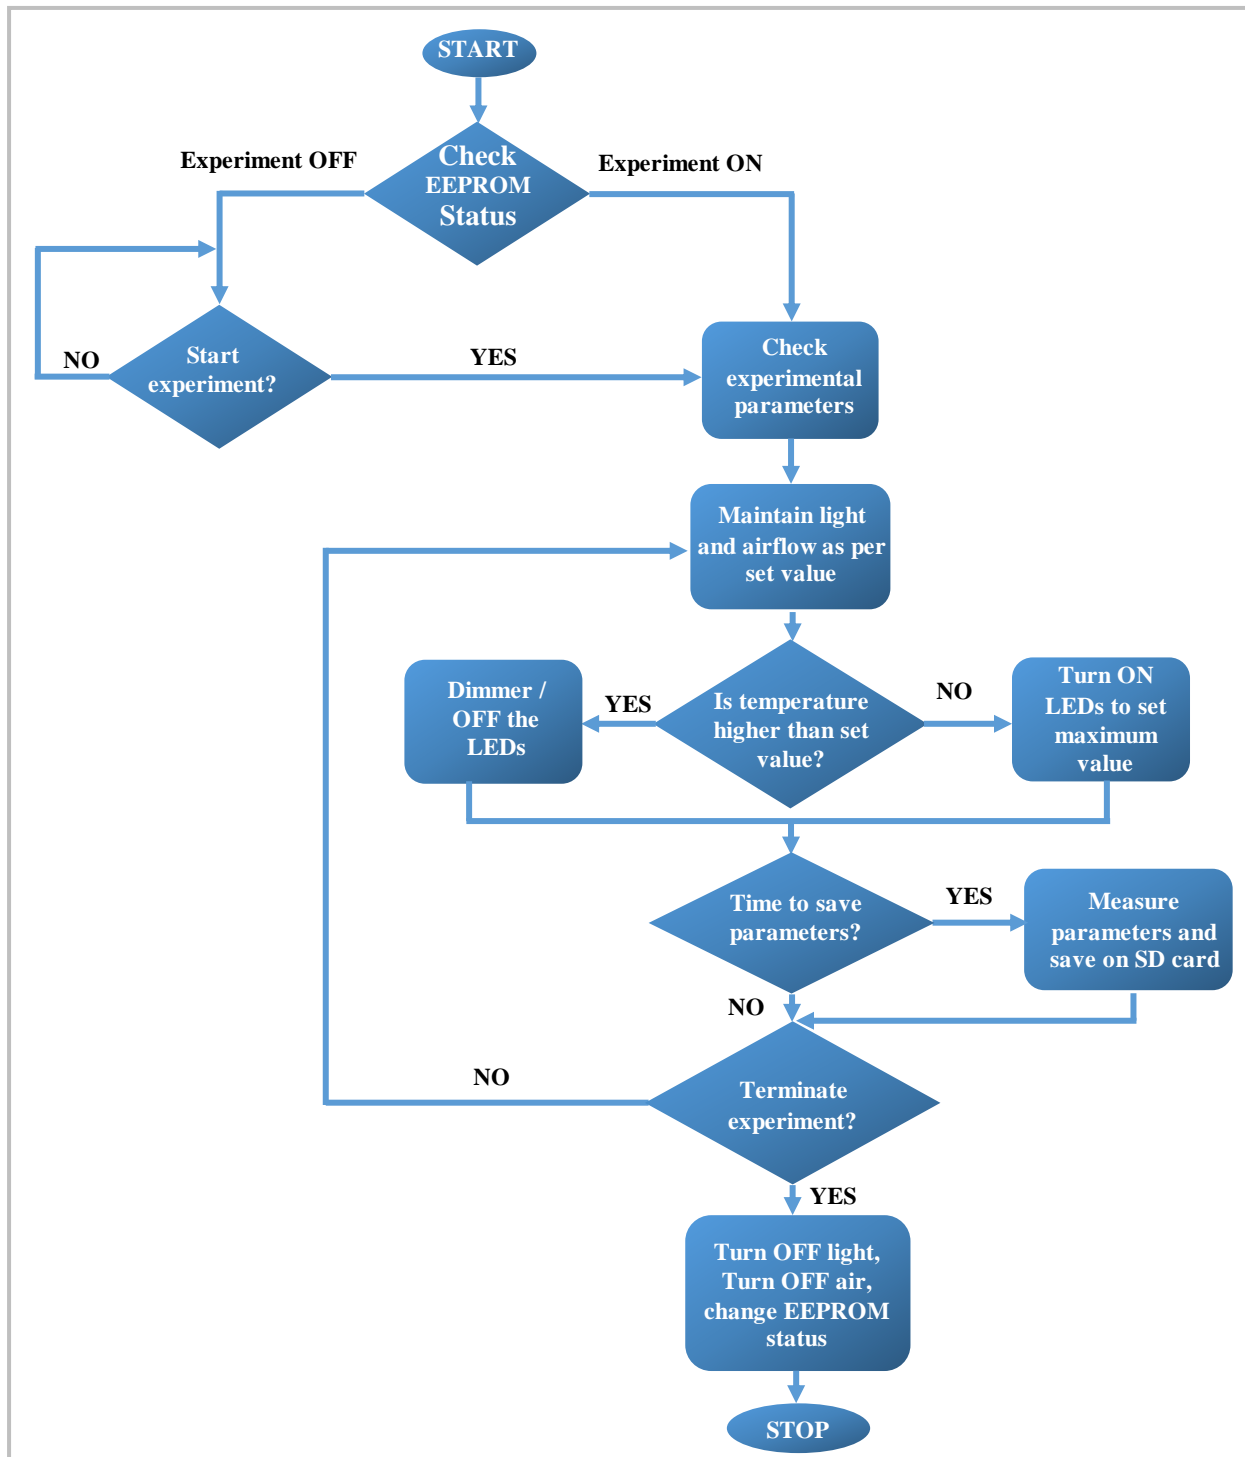 START
Experiment OFF
Check
EEPROM
Status
Experiment ON
NO
Start
experiment?
YES
Check
experimental
parameters
Maintain light
and airflow as per
set value
Dimmer /
OFF the
LEDs
YES
Is temperature
higher than set
value?
NO
Turn ON
LEDs to set
maximum
value
Time to save
parameters?
YES
Measure
parameters and
save on SD card
NO
NO
Terminate
experiment?
YES
Turn OFF light,
Turn OFF air,
change EEPROM
status
STOP